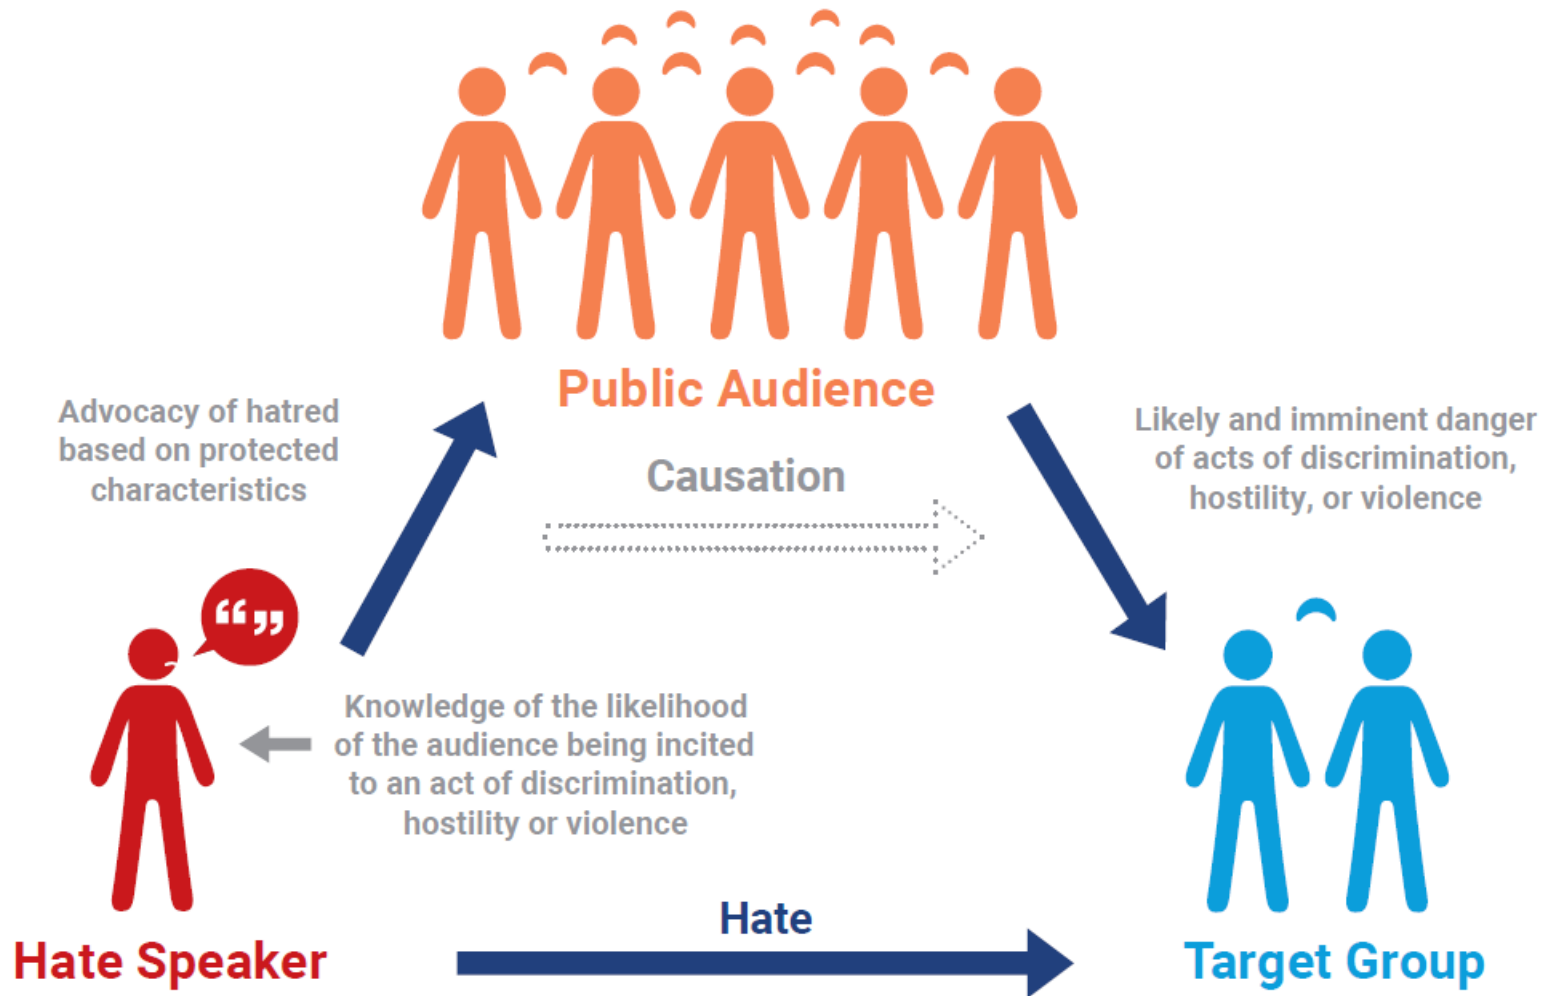 Public Audience
Advocacy of hatred
based on protected
characteristics
Causation
Likely and imminent danger
of acts of discrimination,
hostility, or violence
“ ”
Knowledge of the likelihood
of the audience being incited
to an act of discrimination,
hostility or violence
Hate
Hate Speaker
Target Group